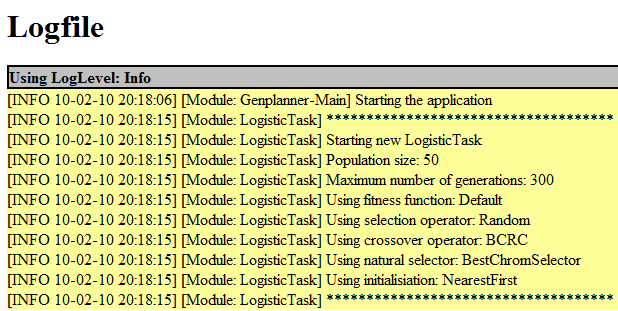 Logfile
Using LogLevel: Info
[INFO 10-02-10 20:18:06] [Module: Genplanner-Main] Starting the application
[INFO 10-02-10 20:18:15] [Module: LogisticTask] ************************************
[INFO 10-02-10 20:18:15] [Module: LogisticTask] Starting new LogisticTask
[INFO 10-02-10 20:18:15] [Module: LogisticTask] Population size: 50
[INFO 10-02-10 20:18:15] [Module: LogisticTask] Maximum number of generations: 300
[INFO 10-02-10 20:18:15] [Module: LogisticTask] Using fitness function: Default
[INFO 10-02-10 20:18:15] [Module: LogisticTask] Using selection operator: Random
[INFO 10-02-10 20:18:15] [Module: LogisticTask] Using crossover operator: BCRC
[INFO 10-02-10 20:18:15] [Module: LogisticTask] Using natural selector: BestChromSelector
[INFO 10-02-10 20:18:15] [Module: LogisticTask] Using initialisiation: NearestFirst
[INFO 10-02-10 20:18:15] [Module: LogisticTask] ************************************